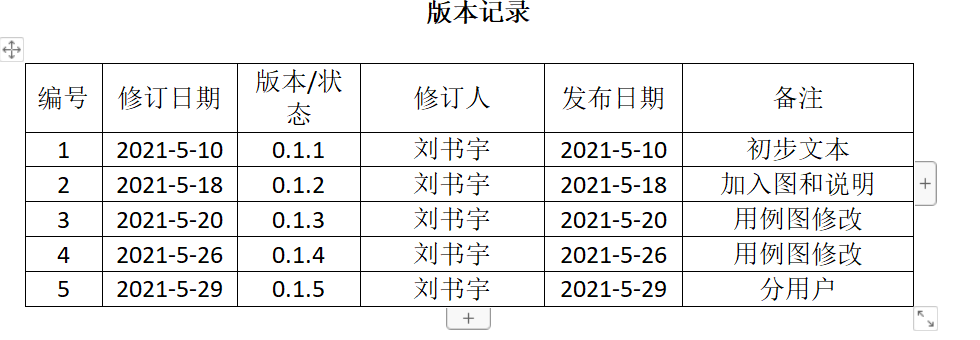 版本记录
编号 修订日期 版本/状态 修订人 发布日期 备注
1 2021-5-10 0.1.1 刘书宇 2021-5-10 初步文本
2 2021-5-18 0.1.2 刘书宇 2021-5-18 加入图和说明
3 2021-5-20 0.1.3 刘书宇 2021-5-20 用例图修改
4 2021-5-26 0.1.4 刘书宇 2021-5-26 用例图修改
5 2021-5-29 0.1.5 刘书宇 2021-5-29 分用户